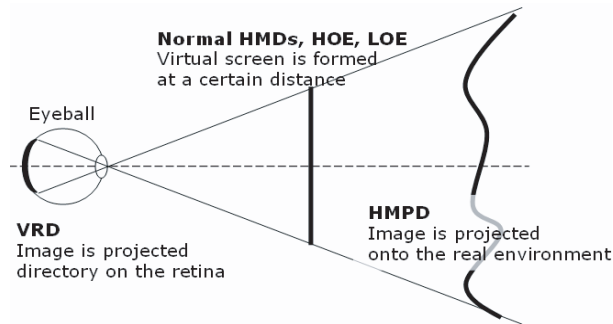 Normal HMDs, HOE, LOE
Virtual screen is formed
at a certain distance
Eyeball
VRD
Image is projected
directory on the retina
HMPD
Image is projected
onto the real environment